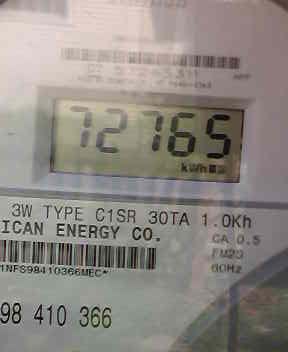 72765
kWh
3W TYPE C1SR 30TA 1.0Kh
ICAN ENERGY CO.
CA 0.5
FM2S
60Hz
1NFS98410366MEC*
98 410 366